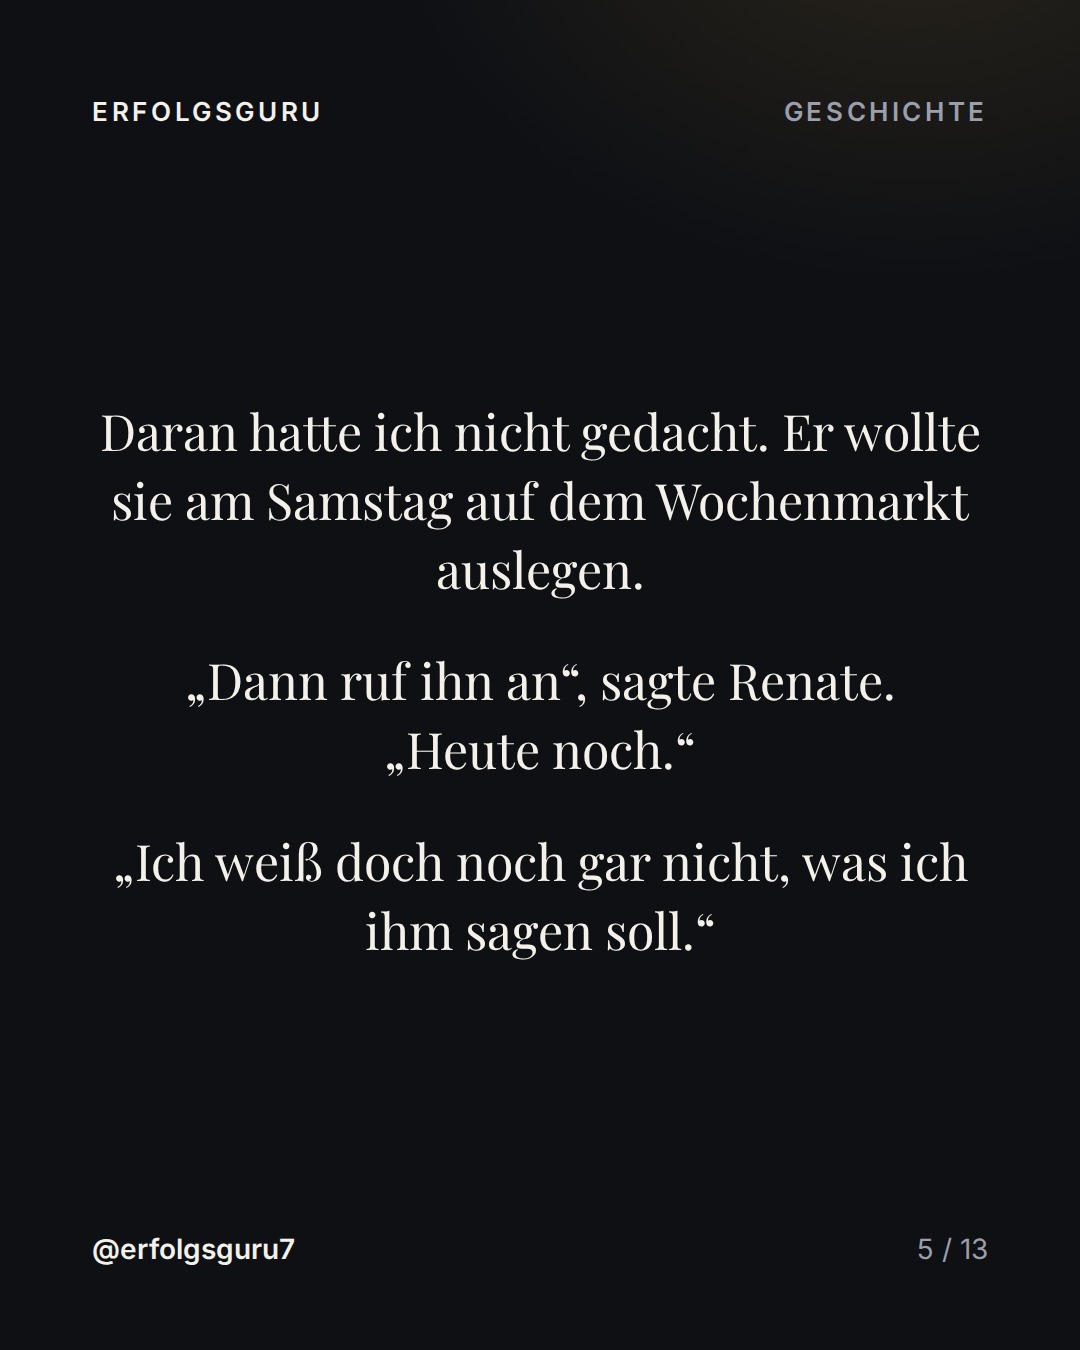 ERFOLGSGURU
GESCHICHTE
Daran hatte ich nicht gedacht. Er wollte
sie am Samstag auf dem Wochenmarkt
auslegen.
„Dann ruf ihn an“, sagte Renate.
„Heute noch.“
„Ich weiß doch noch gar nicht, was ich
ihm sagen soll.“
@erfolgsguru7
5 / 13